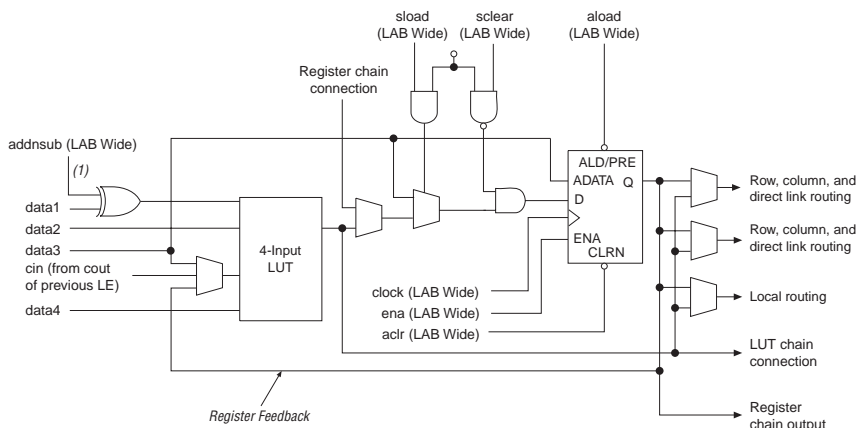 sload
(LAB Wide)
sclear
(LAB Wide)
aload
(LAB Wide)
Register chain
connection
addnsub (LAB Wide)
(1)
data1
data2
data3
cin (from cout
of previous LE)
data4
4-Input
LUT
ALD/PRE
ADATA
Q
D
ENA
CLRN
clock (LAB Wide)
ena (LAB Wide)
aclr (LAB Wide)
Row, column, and
direct link routing
Row, column, and
direct link routing
Local routing
LUT chain
connection
Register
chain output
Register Feedback